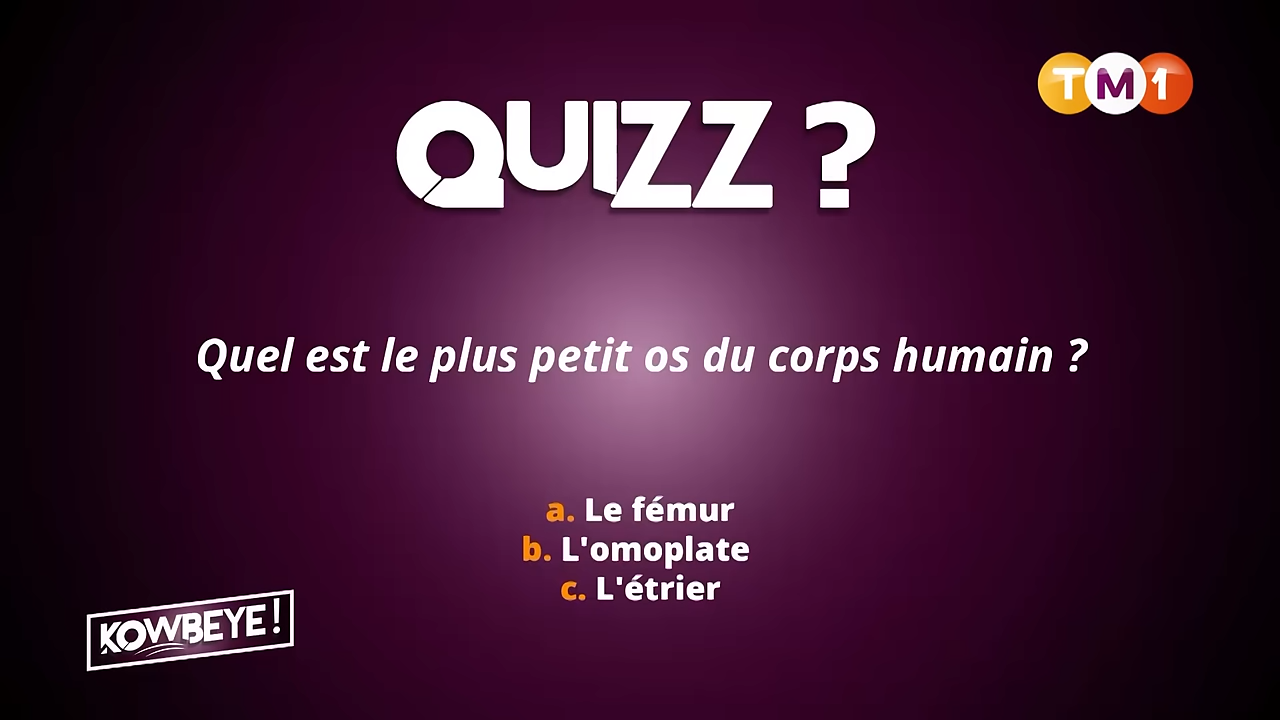 TM1
QUIZZ ?
Quel est le plus petit os du corps humain ?
a. Le fémur
b. L'omoplate
c. L'étrier
KOWBEYE !